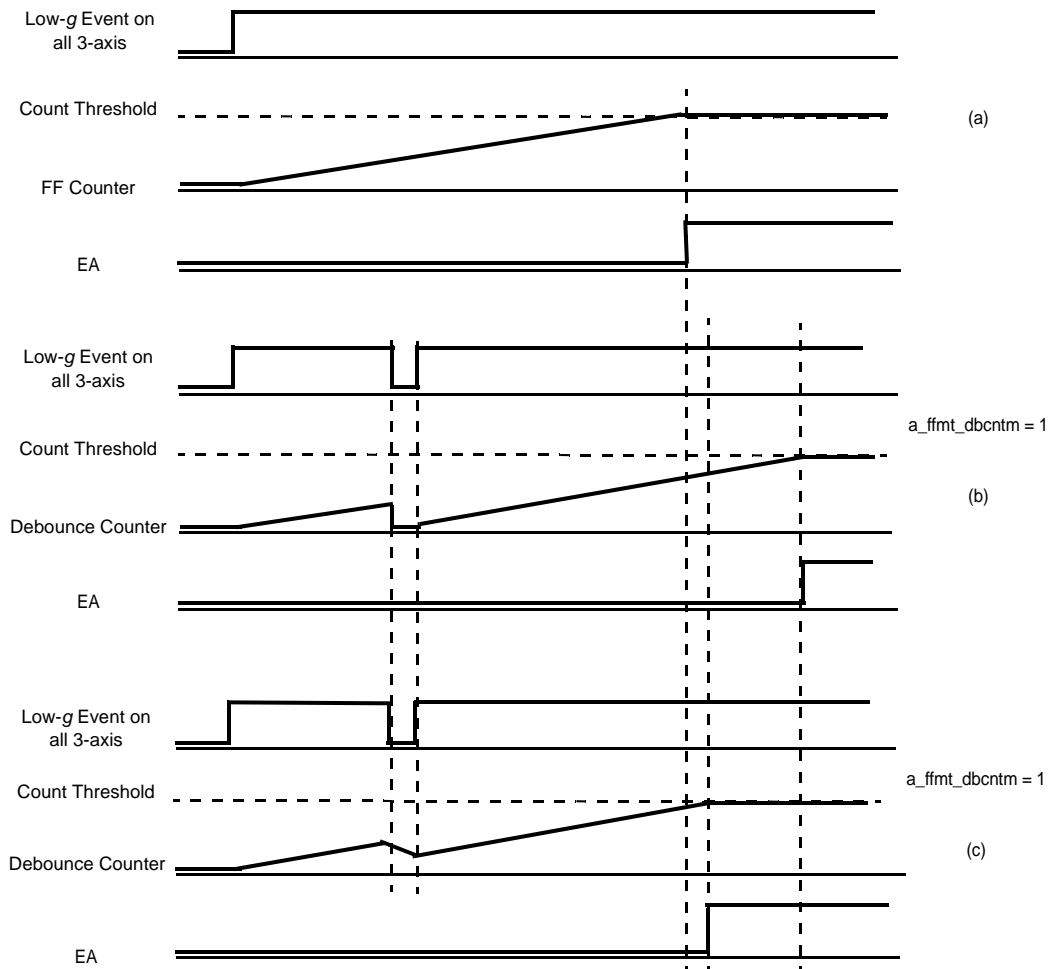 Low-g Event on
all 3-axis
Count Threshold
(a)
FF Counter
EA
Low-g Event on
all 3-axis
a_ffmt_dbcntm = 1
Count Threshold
(b)
Debounce Counter
EA
Low-g Event on
all 3-axis
a_ffmt_dbcntm = 1
Count Threshold
(c)
Debounce Counter
EA